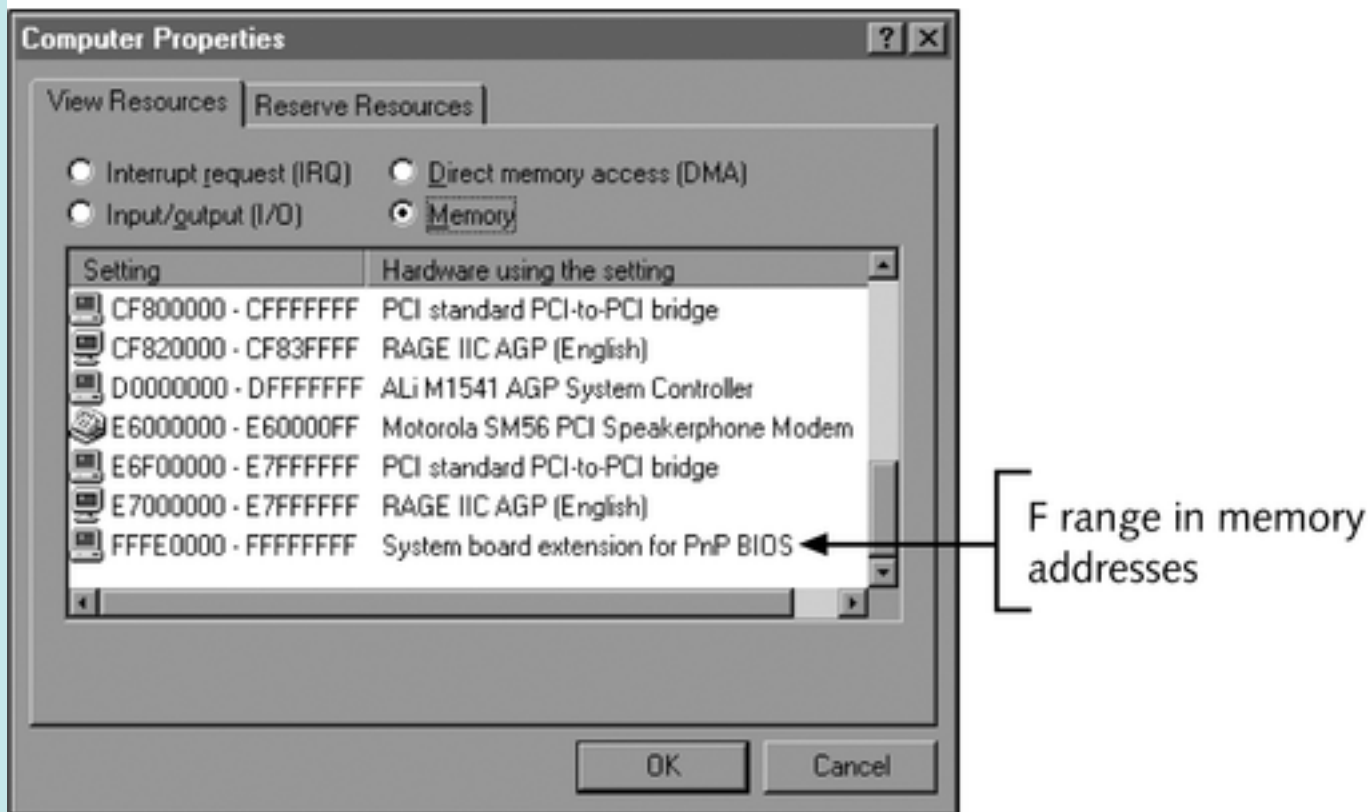 Computer Properties
View Resources
Reserve Resources
Interrupt request (IRQ)
Direct memory access (DMA)
Input/output (I/O)
Memory
Setting
Hardware using the setting
CF800000 - CFFFFFFF PCI standard PCI-to-PCI bridge
CF820000 - CF83FFFF RAGE IIC AGP (English)
D0000000 - DFFFFFFF ALi M1541 AGP System Controller
E6000000 - E60000FF Motorola SM56 PCI Speakerphone Modem
E6F00000 - E7FFFFFF PCI standard PCI-to-PCI bridge
E7000000 - E7FFFFFF RAGE IIC AGP (English)
FFFE0000 - FFFFFFFF System board extension for PnP BIOS
F range in memory
addresses
OK
Cancel